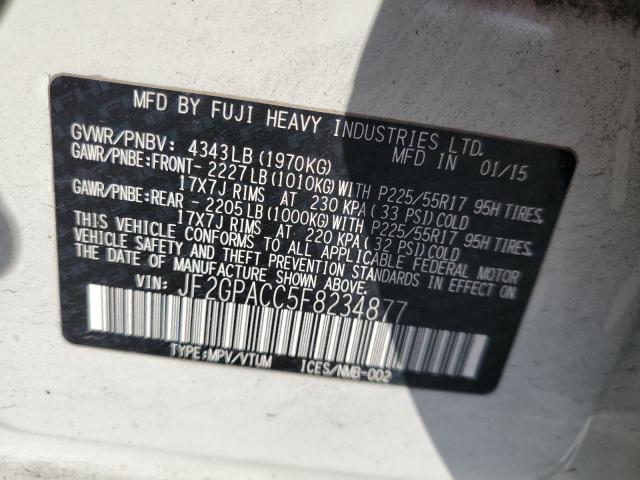 MFD BY FUJI HEAVY INDUSTRIES LTD.
GVWR/PNBV: 4343LB(1970KG) MFD IN 01/15
GAWR/PNBE:FRONT-2227LB(1010KG)WITH P225/55R17 95H TIRES,
17X7J RIMS AT 230 KPA(33 PSI)COLD
GAWR/PNBE:REAR -2205LB(1000KG)WITH P225/55R17 95H TIRES,
17X7J RIMS AT 220 KPA(32 PSI)COLD
THIS VEHICLE CONFORMS TO ALL APPLICABLE FEDERAL MOTOR
VEHICLE SAFETY AND THEFT PREVENTION STANDARDS IN EFFECT ON
THE DATE OF MANUFACTURE SHOWN ABOVE.
VIN: JF2GPACC5F8234877
TYPE:MPV/VTUM 1CES/NMB-002